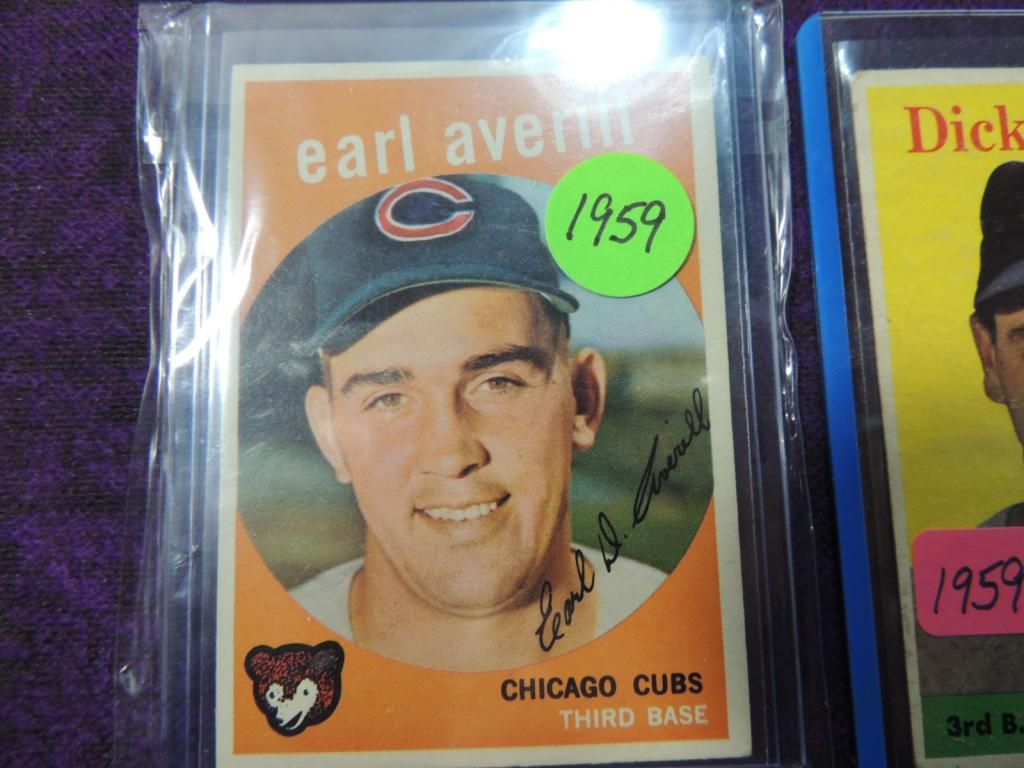 earl averill
C
1959
Earl D. Averill
CHICAGO CUBS
THIRD BASE
Dick
1959
3rd B.